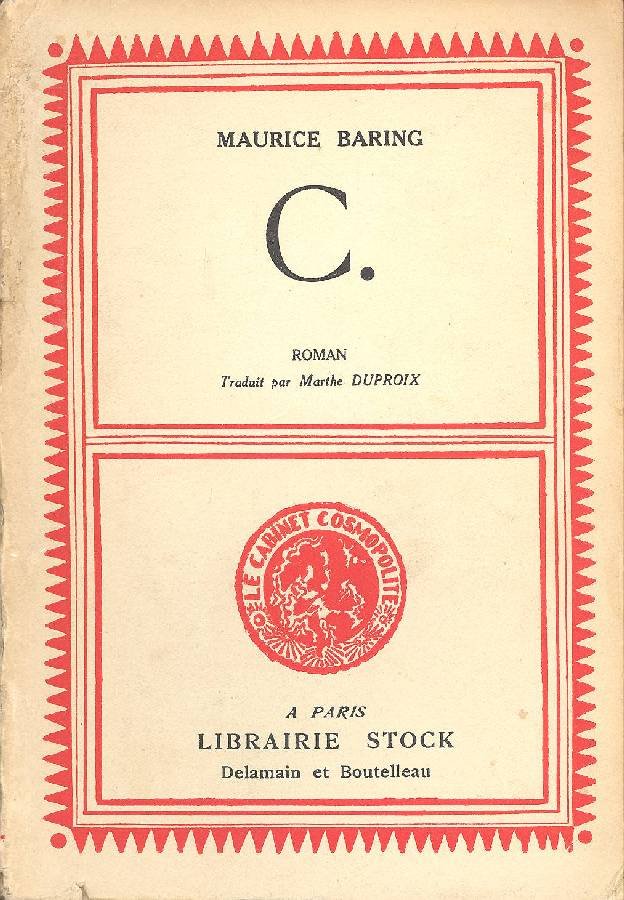 MAURICE BARING
C.
ROMAN
Traduit par Marthe DUPROIX
LE CABINET COSMOPOLITE
A PARIS
LIBRAIRIE STOCK
Delamain et Boutelleau